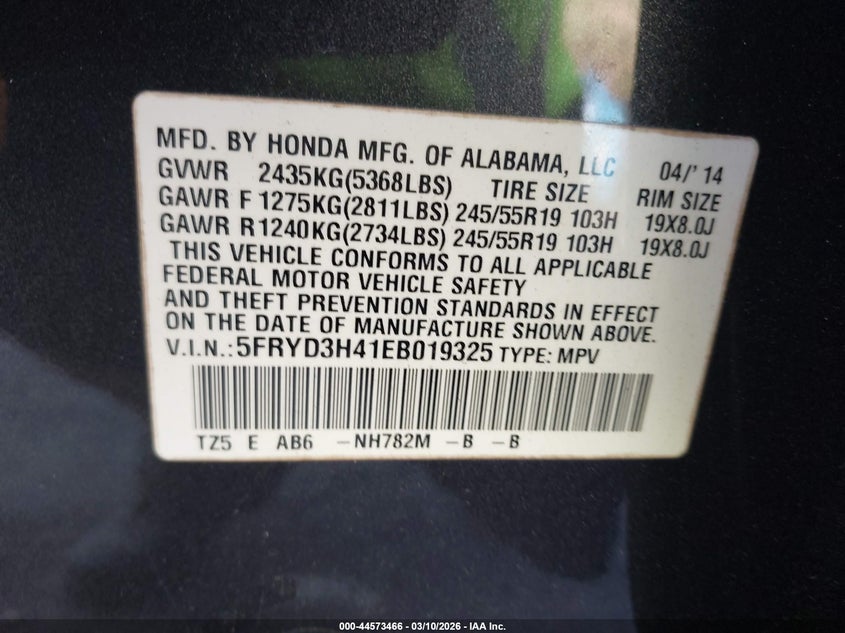 MFD. BY HONDA MFG. OF ALABAMA, LLC 04/' 14
GVWR 2435KG(5368LBS) TIRE SIZE RIM SIZE
GAWR F 1275KG(2811LBS) 245/55R19 103H 19X8.0J
GAWR R 1240KG(2734LBS) 245/55R19 103H 19X8.0J
THIS VEHICLE CONFORMS TO ALL APPLICABLE
FEDERAL MOTOR VEHICLE SAFETY
AND THEFT PREVENTION STANDARDS IN EFFECT
ON THE DATE OF MANUFACTURE SHOWN ABOVE.
V.I.N.: 5FRYD3H41EB019325 TYPE: MPV
TZ5 E AB6 -NH782M -B -B
000-44573466 - 03/10/2026 - IAA Inc.